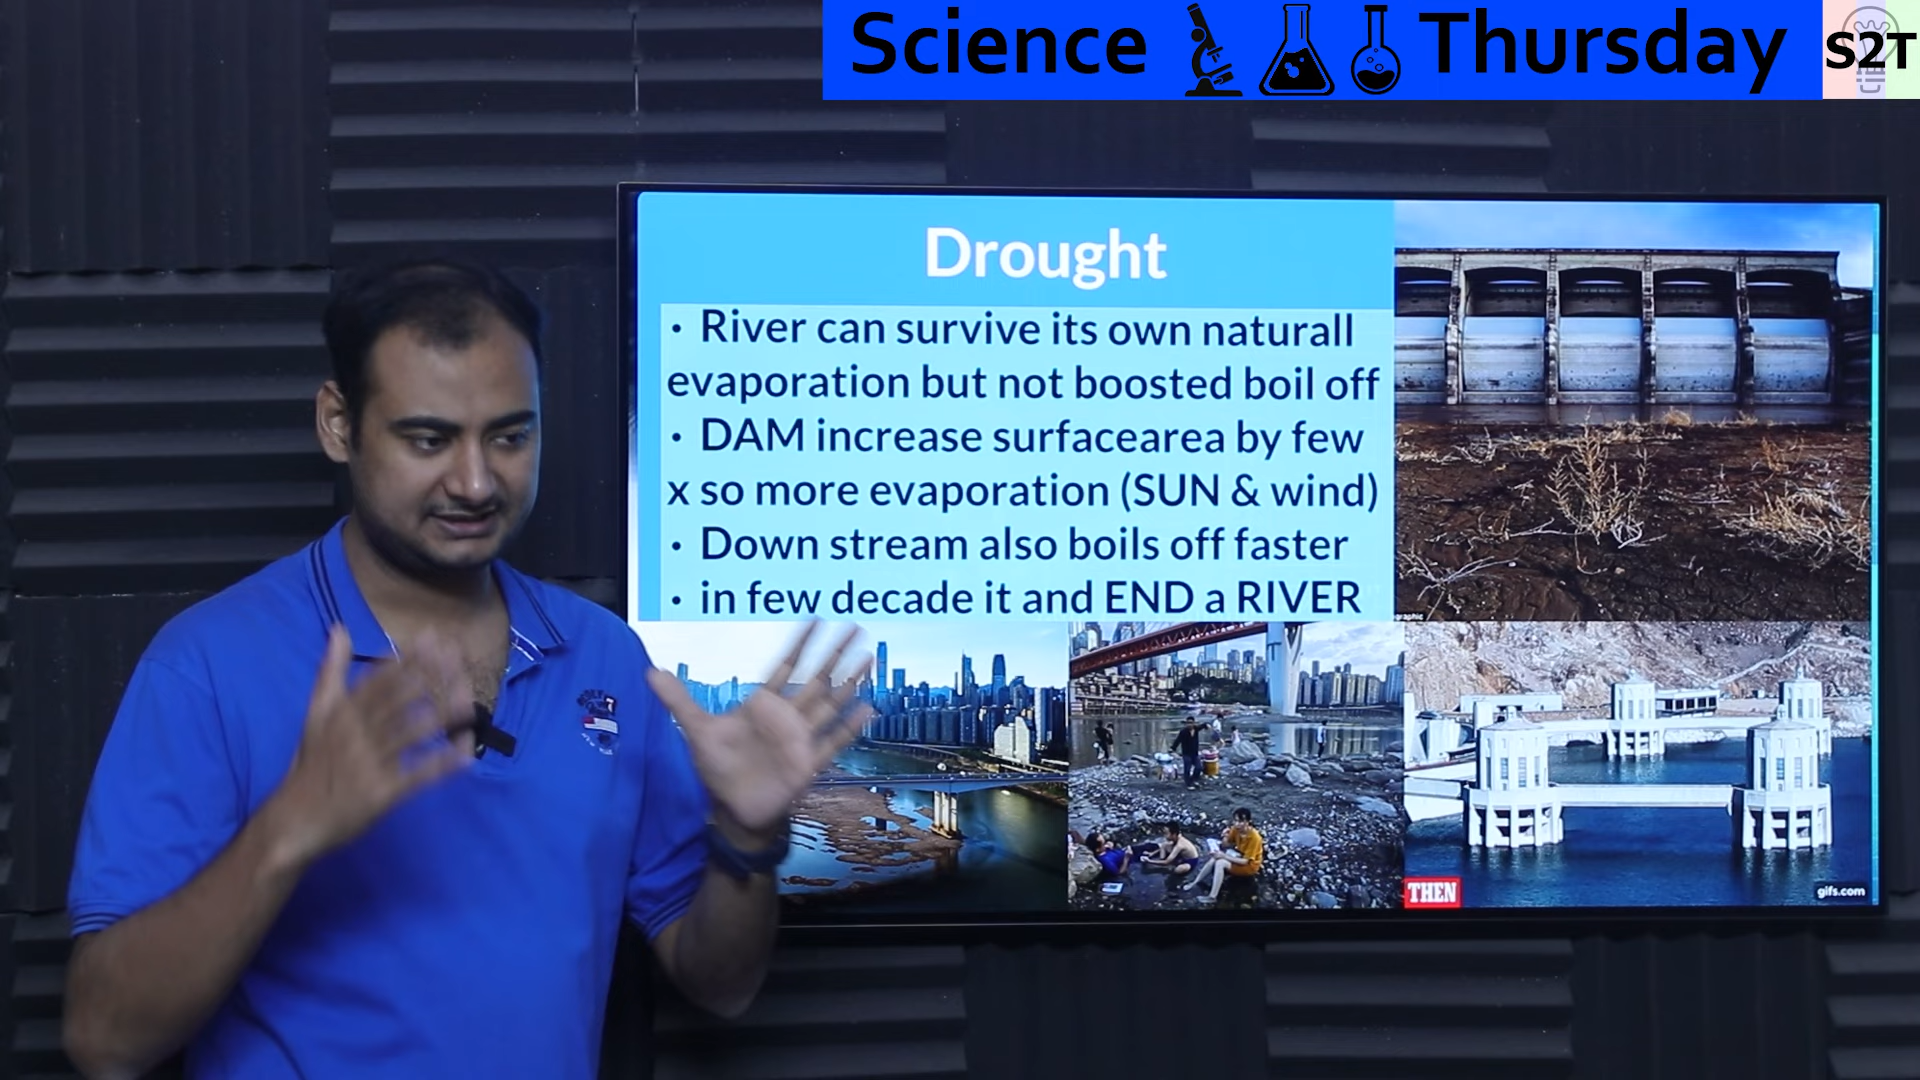 Science Thursday
S2T
Drought
• River can survive its own naturall
evaporation but not boosted boil off
• DAM increase surfacearea by few
x so more evaporation (SUN & wind)
• Down stream also boils off faster
• in few decade it and END a RIVER
THEN
gifs.com